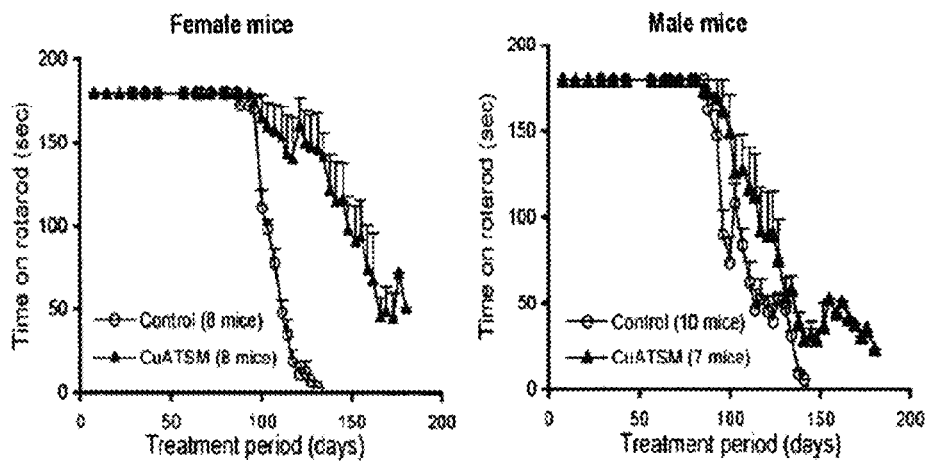 Female mice
Time on rotarod (sec)
200
150
100
50
0
Control (8 mice)
CuATSM (8 mice)
0 50 100 150 200
Treatment period (days)
Male mice
Time on rotarod (sec)
200
150
100
50
0
Control (10 mice)
CuATSM (7 mice)
0 50 100 150 200
Treatment period (days)